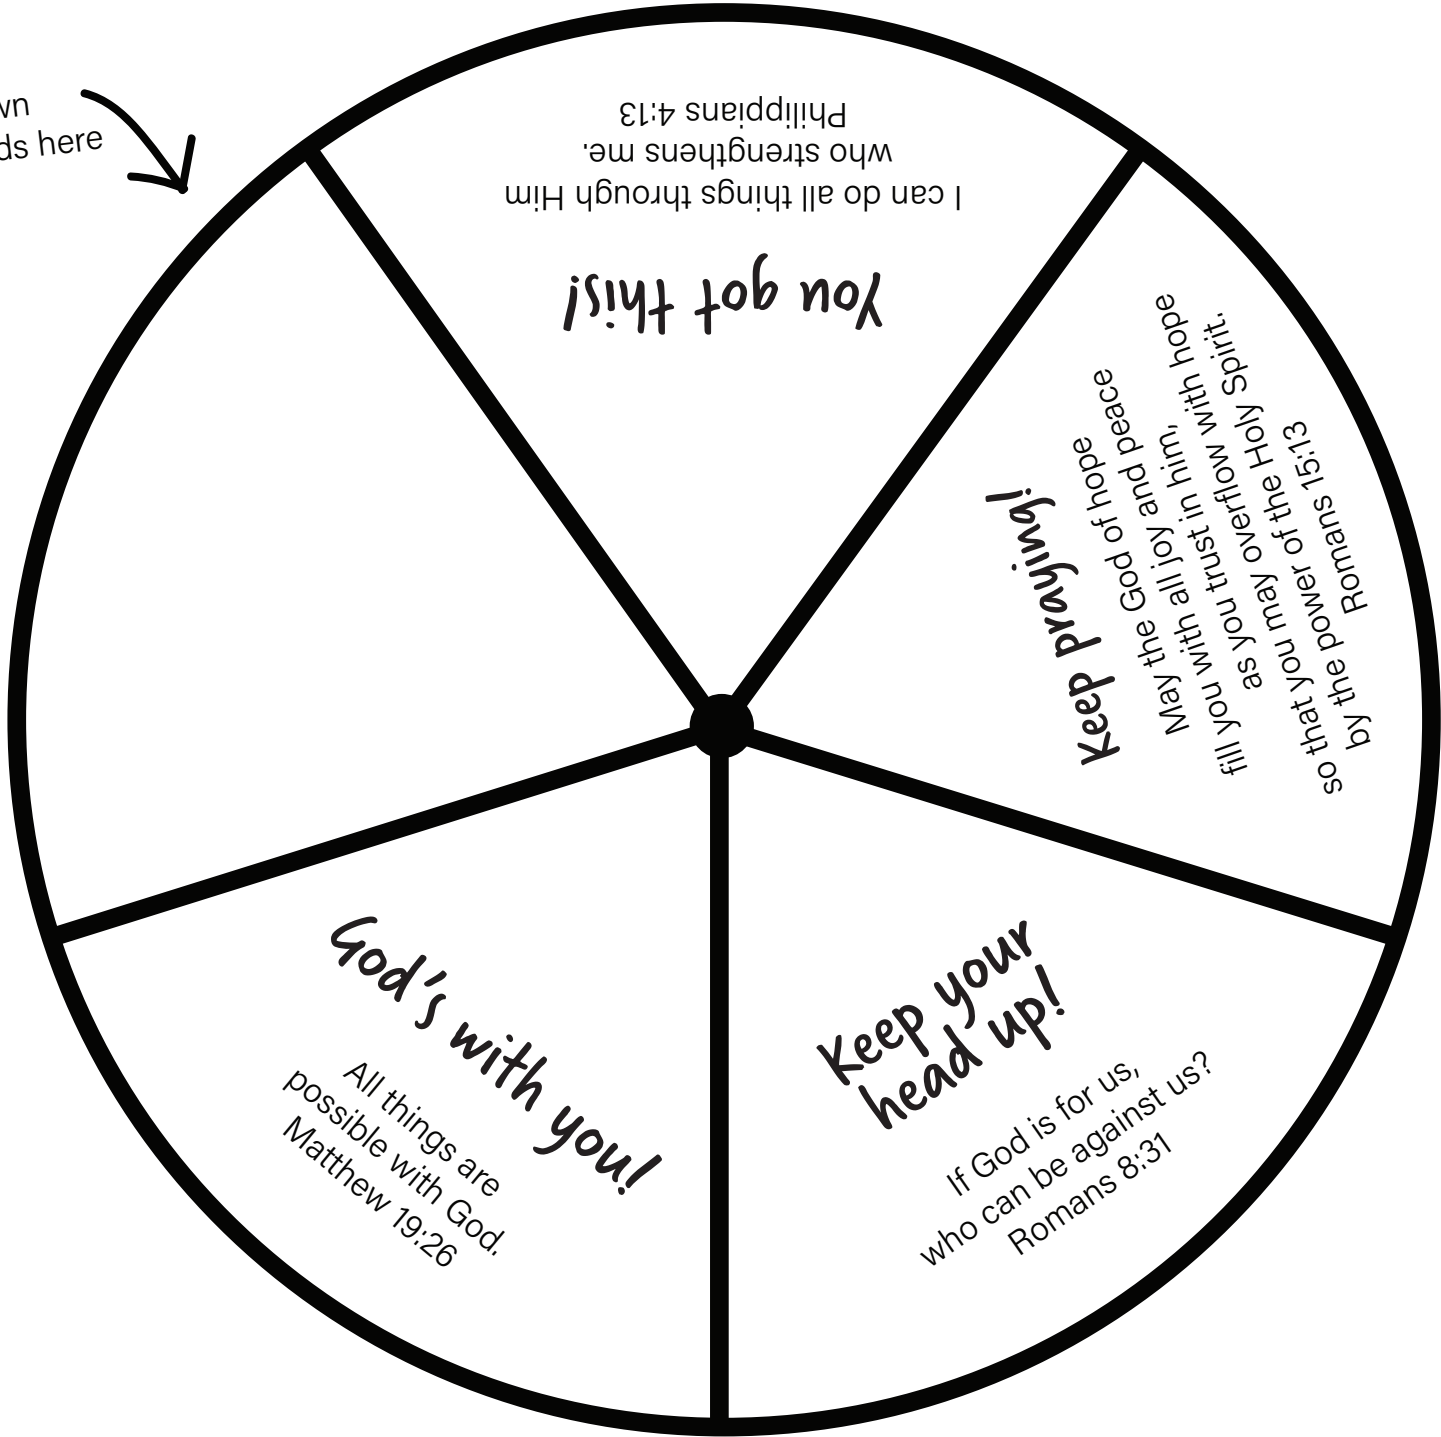 wn
ds here
You got this!
I can do all things through Him
who strengthens me.
Philippians 4:13
Keep praying!
May the God of hope
fill you with all joy and peace
as you trust in him,
so that you may overflow with hope
by the power of the Holy Spirit.
Romans 15:13
Keep your
head up!
If God is for us,
who can be against us?
Romans 8:31
God's with you!
All things are
possible with God.
Matthew 19:26